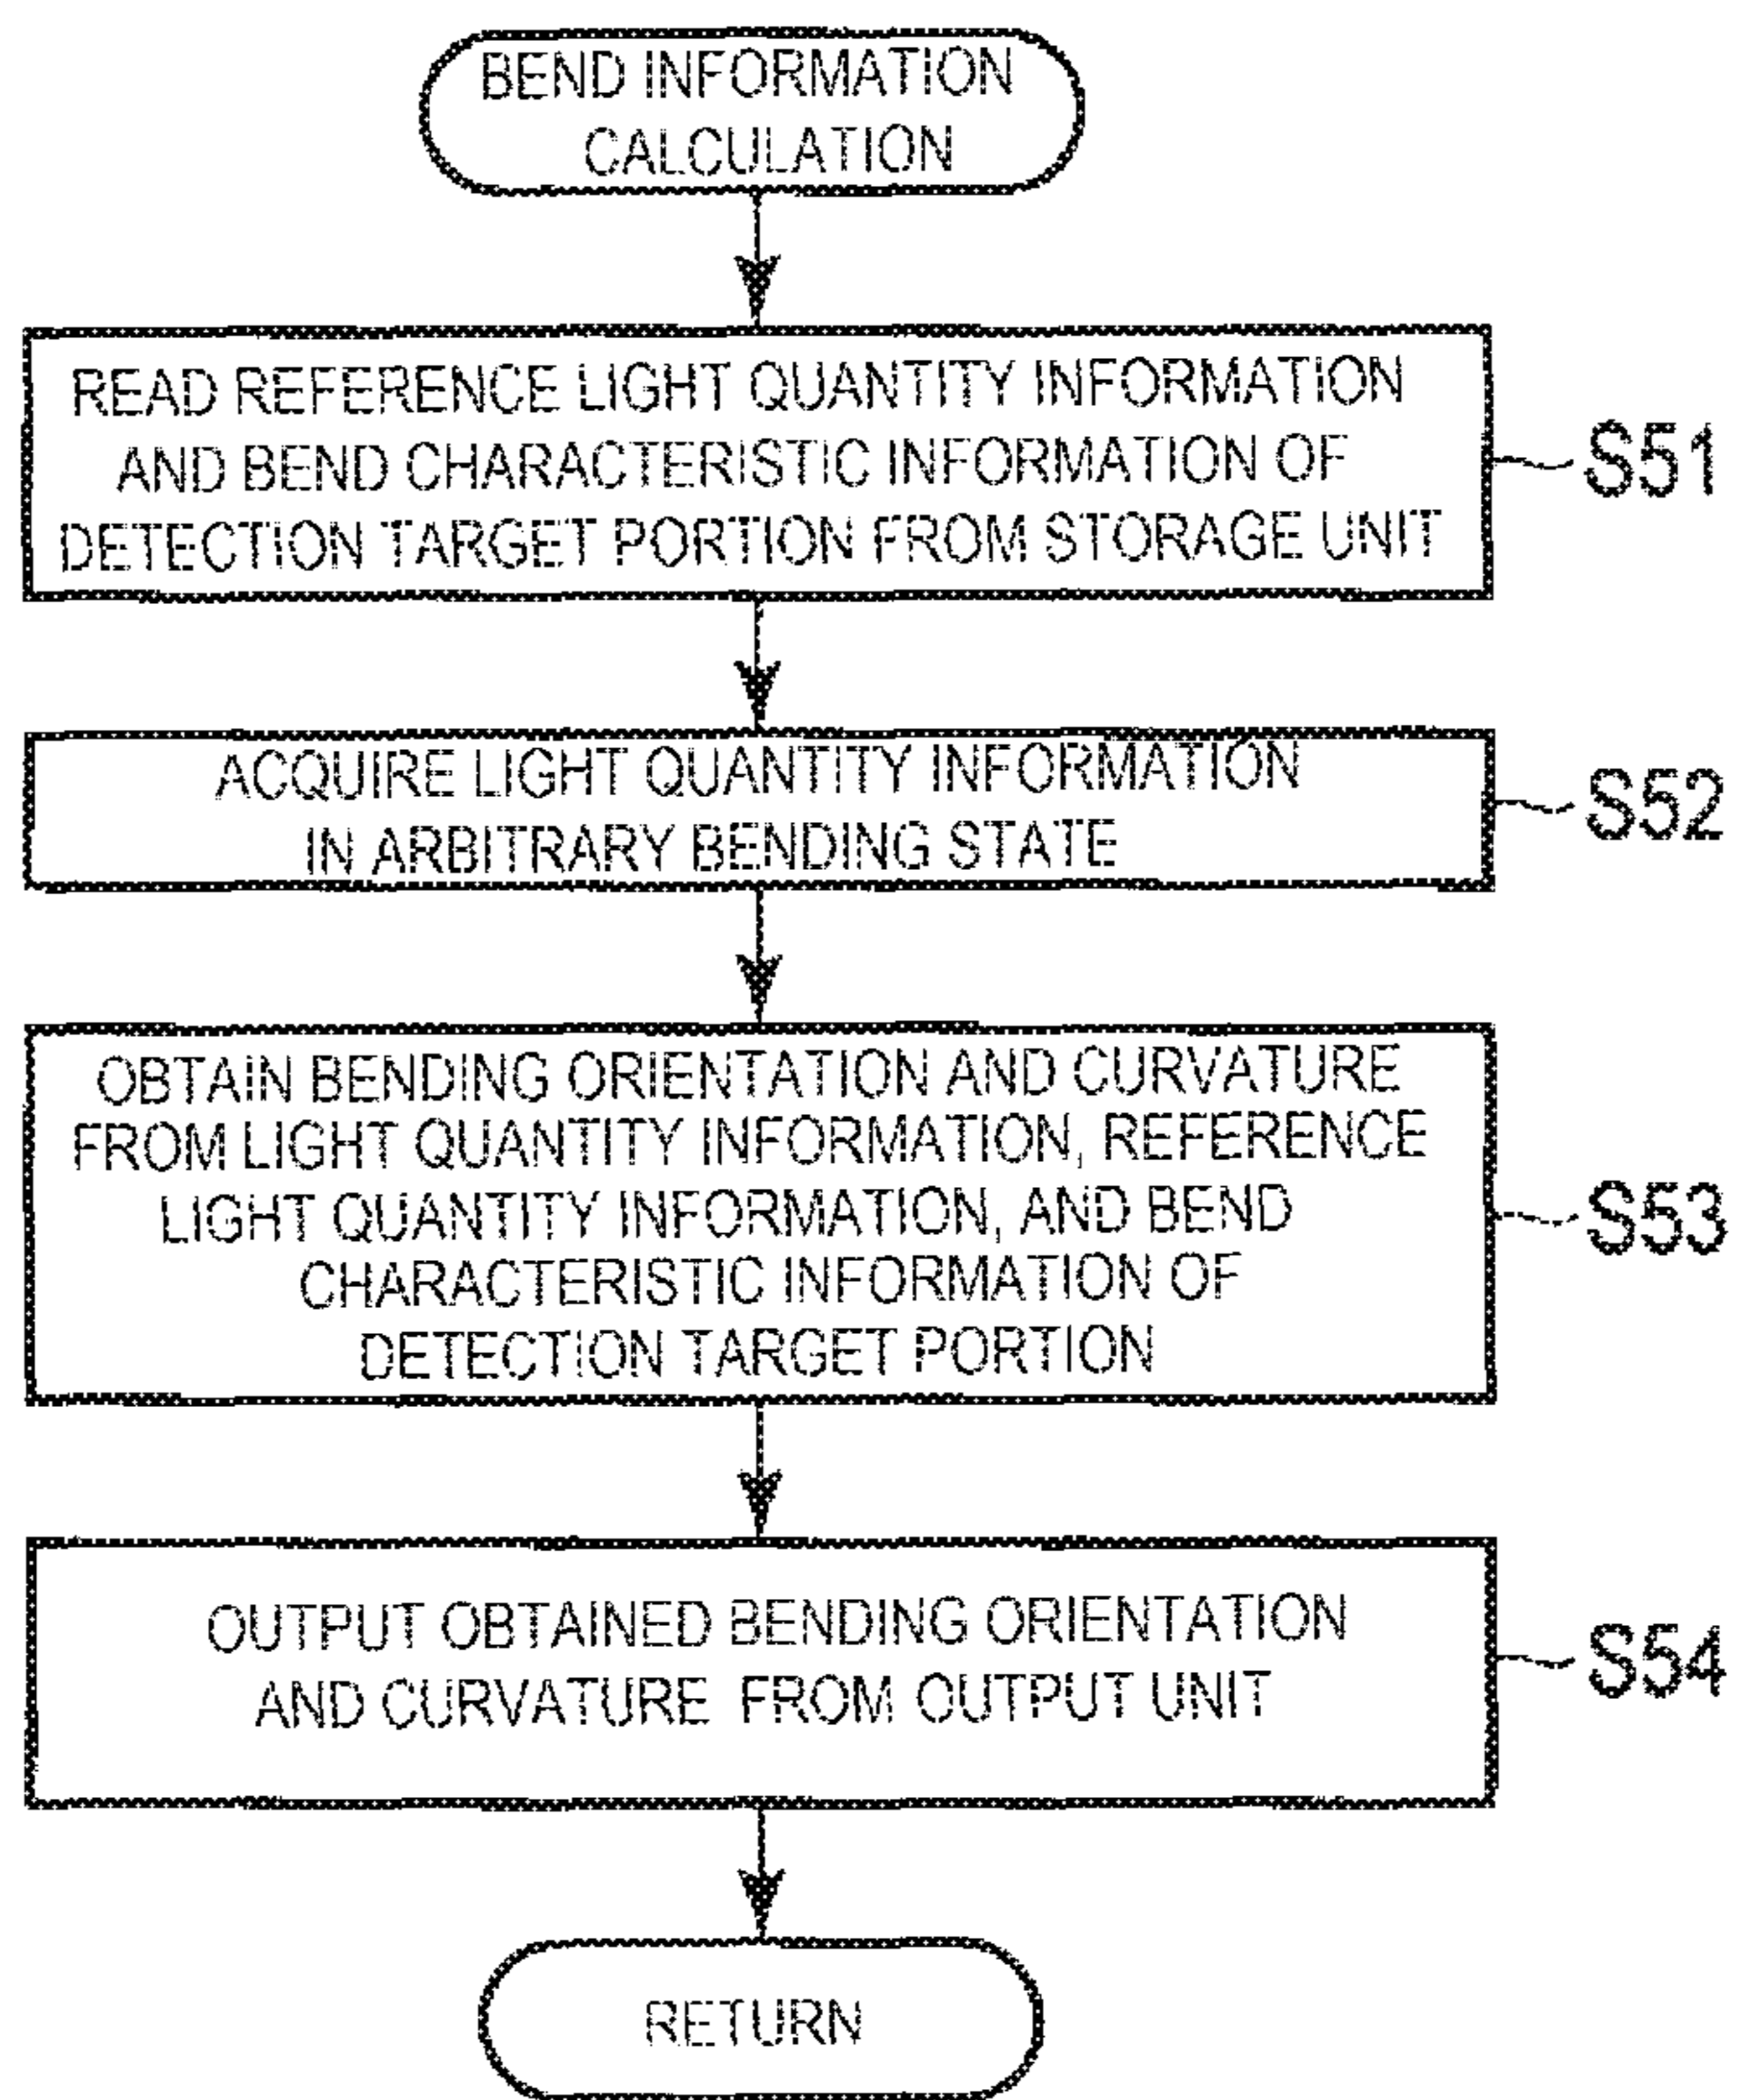 BEND INFORMATION
CALCULATION
READ REFERENCE LIGHT QUANTITY INFORMATION
AND BEND CHARACTERISTIC INFORMATION OF
DETECTION TARGET PORTION FROM STORAGE UNIT
S51
ACQUIRE LIGHT QUANTITY INFORMATION
IN ARBITRARY BENDING STATE
S52
OBTAIN BENDING ORIENTATION AND CURVATURE
FROM LIGHT QUANTITY INFORMATION, REFERENCE
LIGHT QUANTITY INFORMATION, AND BEND
CHARACTERISTIC INFORMATION OF
DETECTION TARGET PORTION
S53
OUTPUT OBTAINED BENDING ORIENTATION
AND CURVATURE FROM OUTPUT UNIT
S54
RETURN